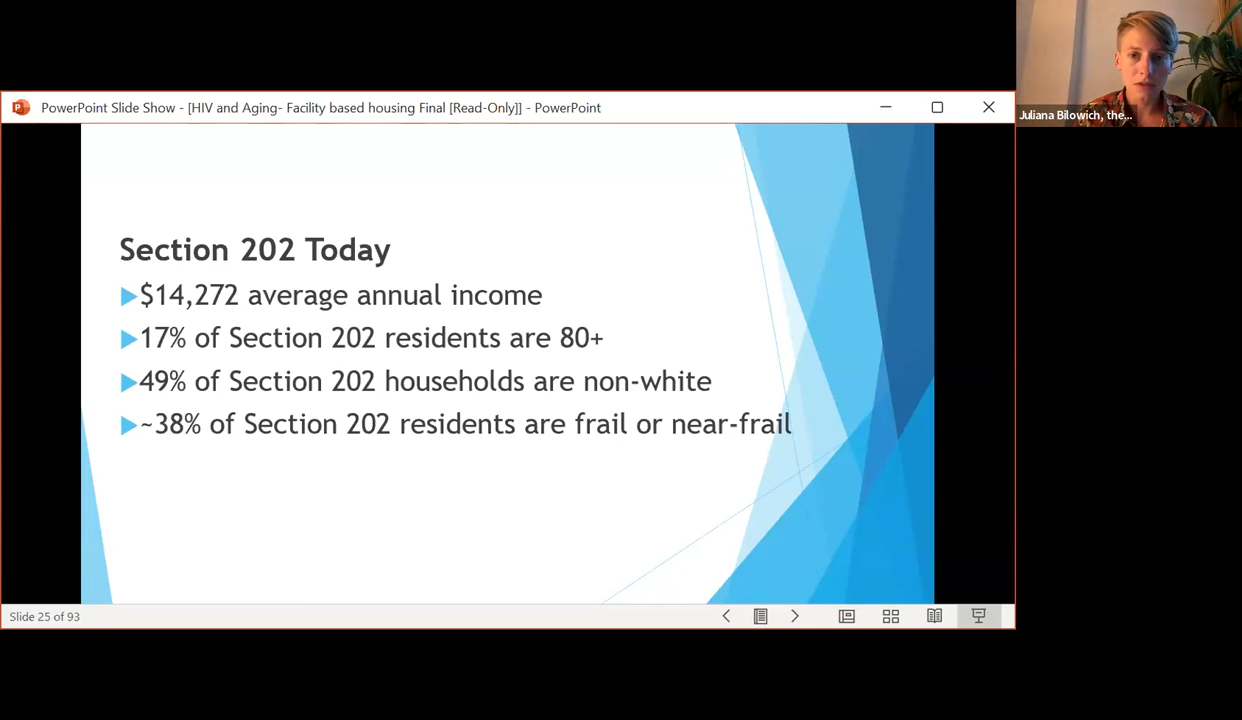 PowerPoint Slide Show - [HIV and Aging- Facility based housing Final [Read-Only]] - PowerPoint
Juliana Bilowich, the...
Section 202 Today
$14,272 average annual income
17% of Section 202 residents are 80+
49% of Section 202 households are non-white
~38% of Section 202 residents are frail or near-frail
Slide 25 of 93